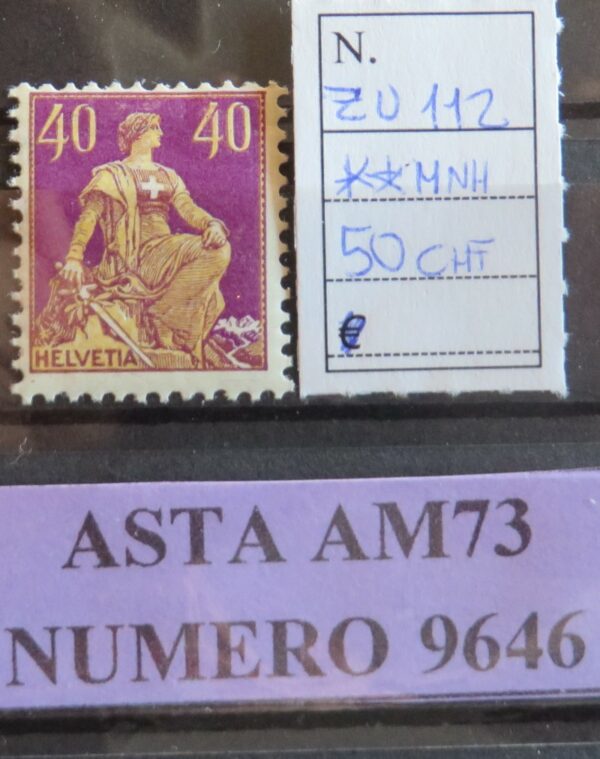 40 40
HELVETIA
N.
ZU 112
** MNH
50 CHF
€
ASTA AM73
NUMERO 9646